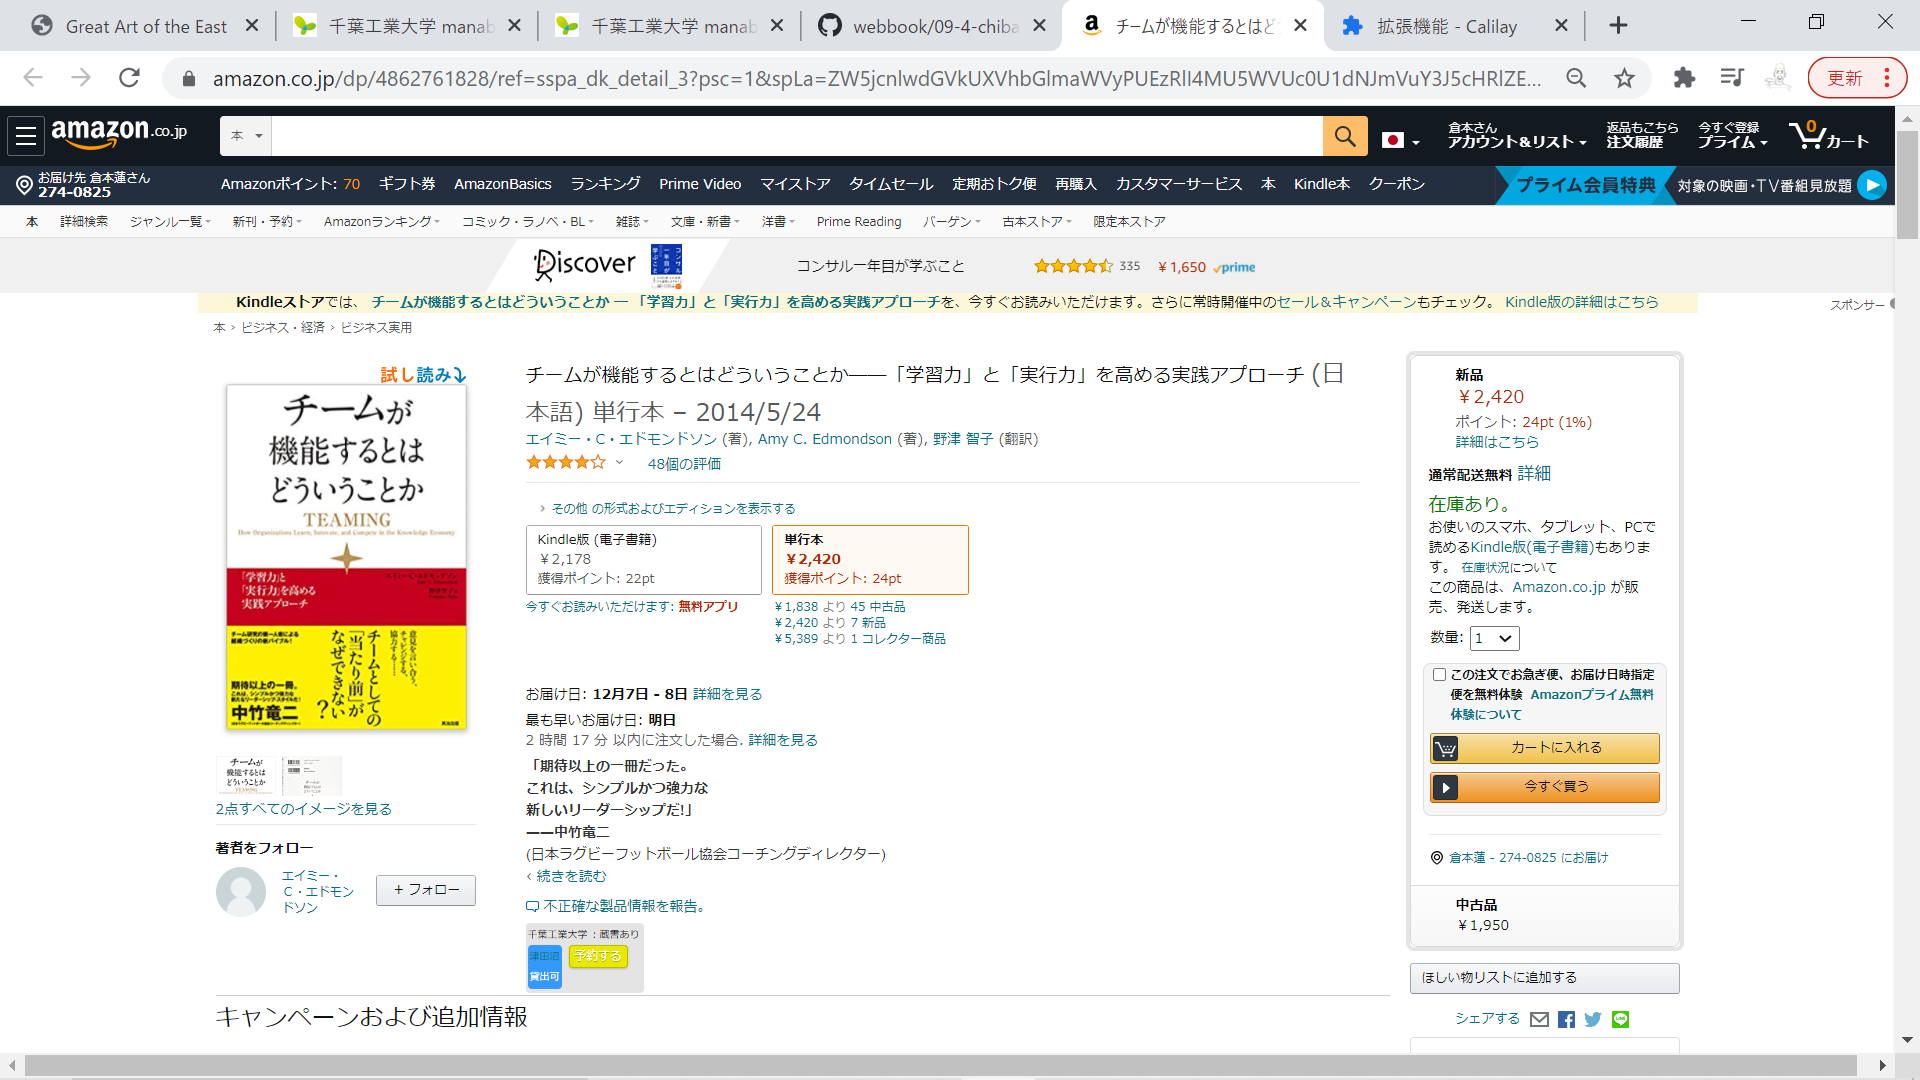 Great Art of the East
千葉工業大学 manab
千葉工業大学 manab
webbook/09-4-chiba
チームが機能するとはど
拡張機能 - Calilay
amazon.co.jp/dp/4862761828/ref=sspa_dk_detail_3?psc=1&spLa=ZW5jcnlwdGVkUXVhbGlmaWVyPUEzRlI4MU5WVUc0U1dNJmVuY3J5cHRlZE...
更新
amazon.co.jp
本
倉本さん
アカウント&リスト
返品もこちら
注文履歴
今すぐ登録
プライム
0
カート
お届け先 倉本蓮さん
274-0825
Amazonポイント: 70 ギフト券 AmazonBasics ランキング Prime Video マイストア タイムセール 定期おトク便 再購入 カスタマーサービス 本 Kindle本 クーポン
プライム会員特典 対象の映画・TV番組見放題
本 詳細検索 ジャンル一覧 新刊・予約 Amazonランキング コミック・ラノベ・BL 雑誌 文庫・新書 洋書 Prime Reading バーゲン 古本ストア 限定本ストア
Discover
コンサル一年目が学ぶこと
335
￥1,650 prime
Kindleストアでは、 チームが機能するとはどういうことか ― 「学習力」と「実行力」を高める実践アプローチを、今すぐお読みいただけます。さらに常時開催中のセール＆キャンペーンもチェック。 Kindle版の詳細はこちら
スポンサー
本 › ビジネス・経済 › ビジネス実用
試し読み
チームが
機能するとは
どういうことか
TEAMING
How Organizations Learn, Innovate, and Compete in the Knowledge Economy
「学習力」と
「実行力」を高める
実践アプローチ
チーム研究の第一人者による
意見を言い合う。
チャレンジする。
協力する……
チームとしての
「当たり前」が
なぜできない
?
期待以上の一冊。
中竹竜二
2点すべてのイメージを見る
著者をフォロー
エイミー・
C・エドモン
ドソン
+ フォロー
チームが機能するとはどういうことか――「学習力」と「実行力」を高める実践アプローチ (日
本語) 単行本 – 2014/5/24
エイミー・C・エドモンドソン (著), Amy C. Edmondson (著), 野津 智子 (翻訳)
48個の評価
› その他 の形式およびエディションを表示する
Kindle版 (電子書籍)
￥2,178
獲得ポイント: 22pt
今すぐお読みいただけます: 無料アプリ
単行本
￥2,420
獲得ポイント: 24pt
￥1,838 より 45 中古品
￥2,420 より 7 新品
￥5,389 より 1 コレクター商品
お届け日: 12月7日 - 8日 詳細を見る
最も早いお届け日: 明日
2 時間 17 分 以内に注文した場合. 詳細を見る
「期待以上の一冊だった。
これは、シンプルかつ強力な
新しいリーダーシップだ!」
――中竹竜二
(日本ラグビーフットボール協会コーチングディレクター)
‹ 続きを読む
不正確な製品情報を報告。
千葉工業大学 : 蔵書あり
津田沼
貸出可
予約する
キャンペーンおよび追加情報
新品
￥2,420
ポイント: 24pt (1%)
詳細はこちら
通常配送無料 詳細
在庫あり。
お使いのスマホ、タブレット、PCで
読めるKindle版(電子書籍)もありま
す。 在庫状況について
この商品は、Amazon.co.jp が販
売、発送します。
数量: 1
この注文でお急ぎ便、お届け日時指定
便を無料体験 Amazonプライム無料
体験について
カートに入れる
今すぐ買う
倉本蓮 - 274-0825 にお届け
中古品
￥1,950
ほしい物リストに追加する
シェアする